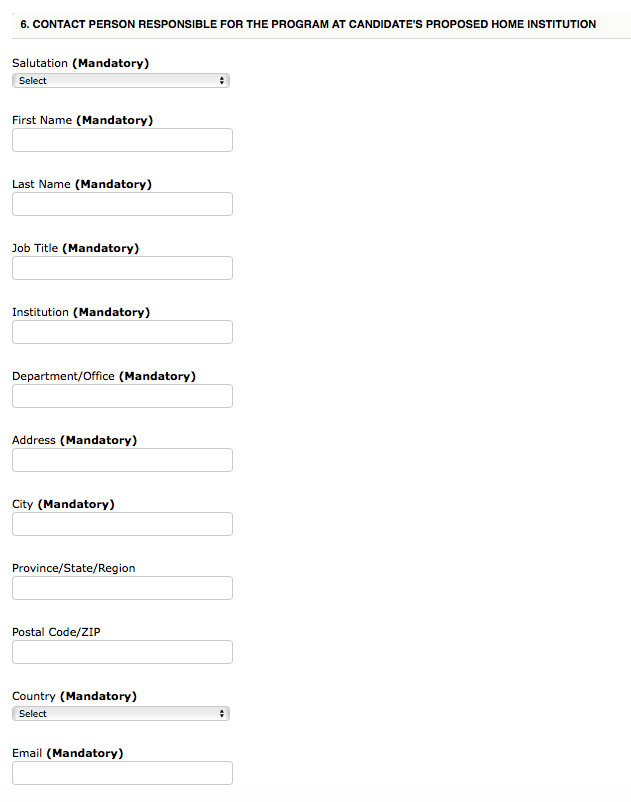 6. CONTACT PERSON RESPONSIBLE FOR THE PROGRAM AT CANDIDATE'S PROPOSED HOME INSTITUTION
Salutation (Mandatory)
Select
First Name (Mandatory)
Last Name (Mandatory)
Job Title (Mandatory)
Institution (Mandatory)
Department/Office (Mandatory)
Address (Mandatory)
City (Mandatory)
Province/State/Region
Postal Code/ZIP
Country (Mandatory)
Select
Email (Mandatory)